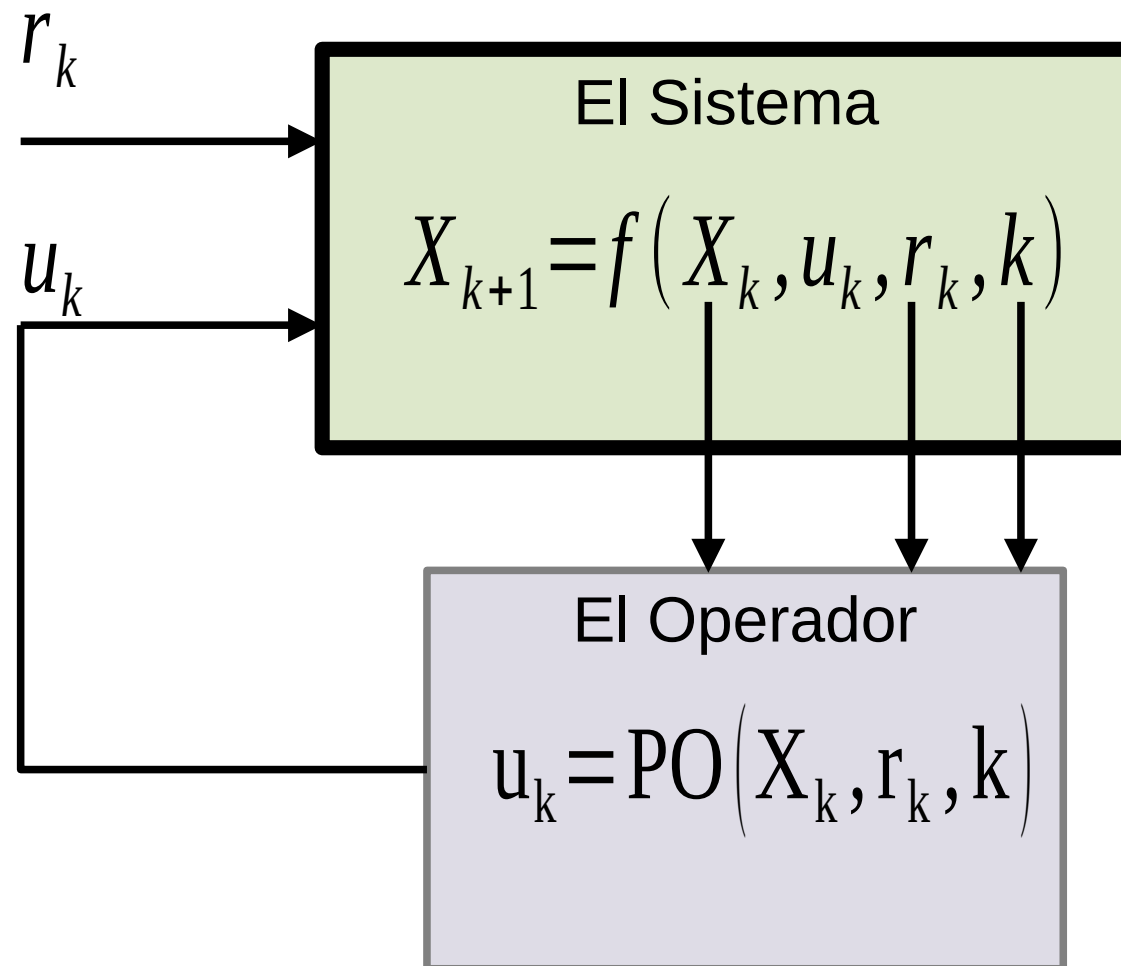 r_k
El Sistema
u_k
X_{k+1}=f(X_k,u_k,r_k,k)
El Operador
u_k=PO(X_k,r_k,k)